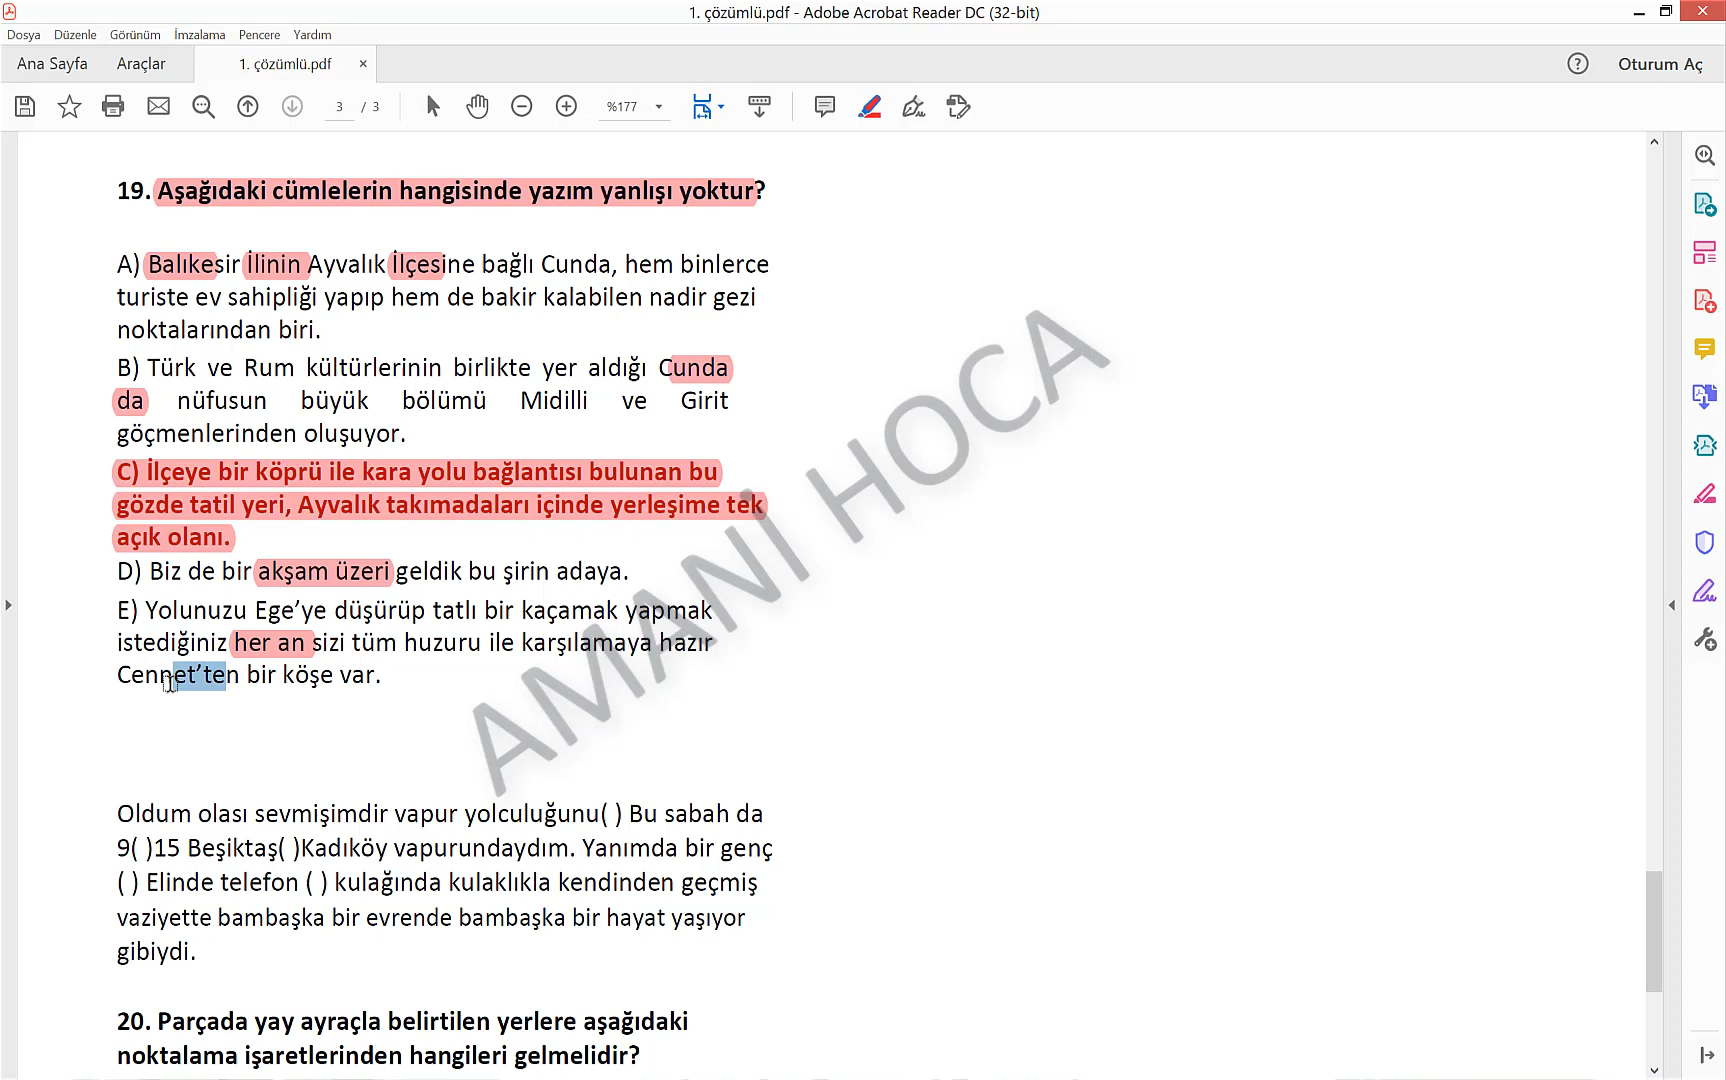 1. çözümlü.pdf - Adobe Acrobat Reader DC (32-bit)
Dosya Düzenle Görünüm İmzalama Pencere Yardım
Ana Sayfa Araçlar 1. çözümlü.pdf × Oturum Aç
3 / 3 %177
19. Aşağıdaki cümlelerin hangisinde yazım yanlışı yoktur?
A) Balıkesir İlinin Ayvalık İlçesine bağlı Cunda, hem binlerce
turiste ev sahipliği yapıp hem de bakir kalabilen nadir gezi
noktalarından biri.
B) Türk ve Rum kültürlerinin birlikte yer aldığı Cunda
da nüfusun büyük bölümü Midilli ve Girit
göçmenlerinden oluşuyor.
C) İlçeye bir köprü ile kara yolu bağlantısı bulunan bu
gözde tatil yeri, Ayvalık takımadaları içinde yerleşime tek
açık olanı.
D) Biz de bir akşam üzeri geldik bu şirin adaya.
E) Yolunuzu Ege’ye düşürüp tatlı bir kaçamak yapmak
istediğiniz her an sizi tüm huzuru ile karşılamaya hazır
Cennet’ten bir köşe var.
AMANİ HOCA
Oldum olası sevmişimdir vapur yolculuğunu( ) Bu sabah da
9( )15 Beşiktaş( )Kadıköy vapurundaydım. Yanımda bir genç
( ) Elinde telefon ( ) kulağında kulaklıkla kendinden geçmiş
vaziyette bambaşka bir evrende bambaşka bir hayat yaşıyor
gibiydi.
20. Parçada yay ayraçla belirtilen yerlere aşağıdaki
noktalama işaretlerinden hangileri gelmelidir?